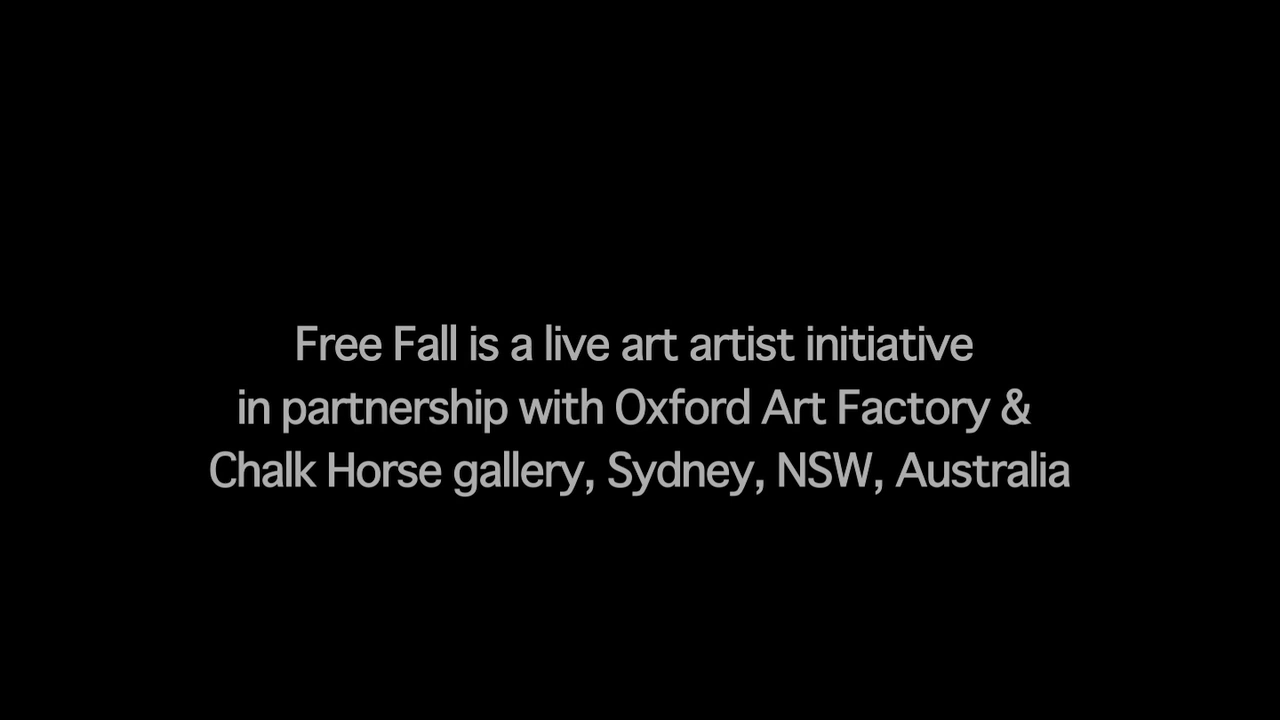 Free Fall is a live art artist initiative
in partnership with Oxford Art Factory &
Chalk Horse gallery, Sydney, NSW, Australia